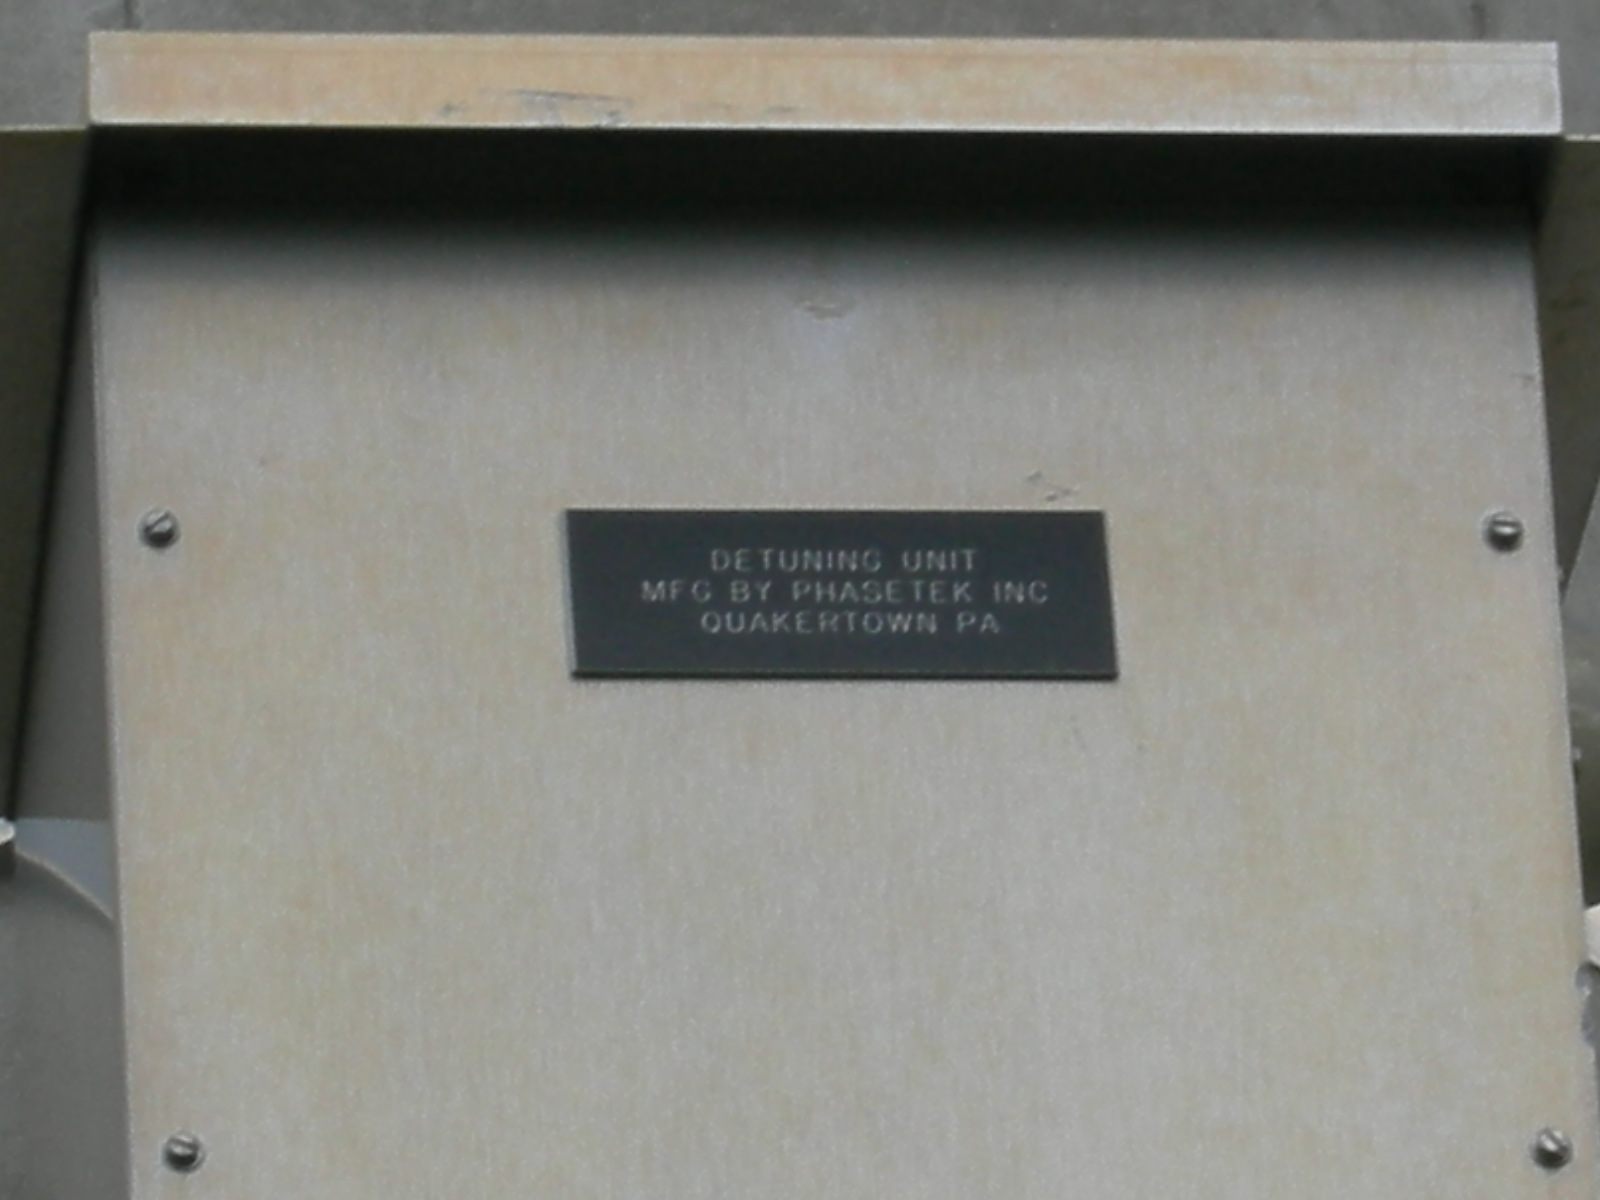 DETUNING UNIT
MFG BY PHASETEK INC
QUAKERTOWN PA